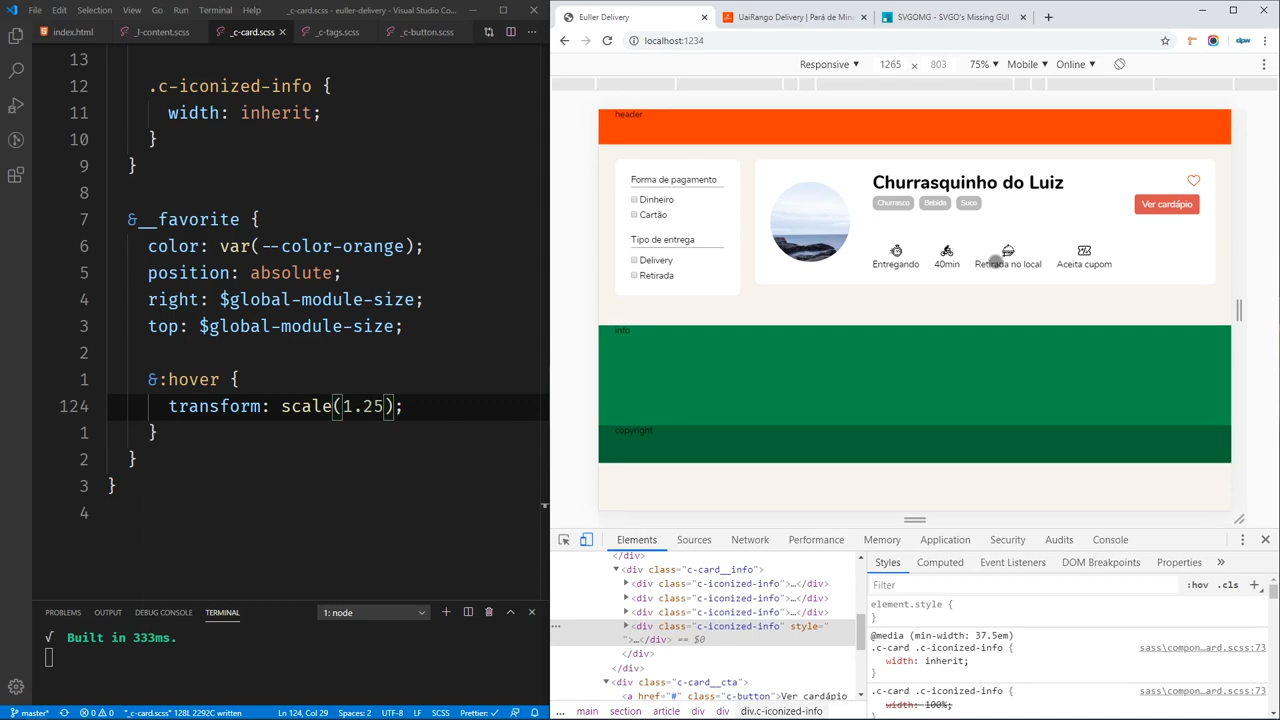 File Edit Selection View Go Run Terminal Help _c-card.scss - euller-delivery - Visual Studio Co...
index.html _l-content.scss _c-card.scss _c-tags.scss _c-button.scss
13
12 .c-iconized-info {
11 width: inherit;
10 }
9 }
8
7 &__favorite {
6 color: var(--color-orange);
5 position: absolute;
4 right: $global-module-size;
3 top: $global-module-size;
2
1 &:hover {
124 transform: scale(1.25);
1 }
2 }
3 }
4
PROBLEMS OUTPUT DEBUG CONSOLE TERMINAL 1: node
√ Built in 333ms.
master* 0 0 "_c-card.scss" 128L 2292C written Ln 124, Col 29 Spaces: 2 UTF-8 LF SCSS Prettier: ✓
Euller Delivery UaiRango Delivery | Pará de Min SVGOMG - SVGO's Missing GUI
localhost:1234 dpw
Responsive 1265 x 803 75% Mobile Online
header
Forma de pagamento
Dinheiro
Cartão
Tipo de entrega
Delivery
Retirada
Churrasquinho do Luiz
Churrasco Bebida Suco
Ver cardápio
Entregando 40min Retirada no local Aceita cupom
info
copyright
Elements Sources Network Performance Memory Application Security Audits Console
</div>
<div class="c-card__info">
<div class="c-iconized-info">…</div>
<div class="c-iconized-info">…</div>
<div class="c-iconized-info">…</div>
<div class="c-iconized-info" style="
">…</div> == $0
</div>
</div>
<div class="c-card__cta">
<a href="#" class="c-button">Ver cardápio
... main section article div div div.c-iconized-info ...
Styles Computed Event Listeners DOM Breakpoints Properties »
Filter :hov .cls +
element.style {
}
@media (min-width: 37.5em)
.c-card .c-iconized-info { sass\compon…ard.scss:73
width: inherit;
}
.c-card .c-iconized-info { sass\compon…ard.scss:73
width: 100%;